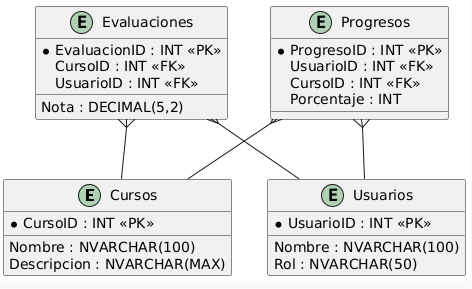 E Evaluaciones
EvaluacionID : INT «PK»
CursoID : INT «FK»
UsuarioID : INT «FK»
Nota : DECIMAL(5,2)
E Progresos
ProgresoID : INT «PK»
UsuarioID : INT «FK»
CursoID : INT «FK»
Porcentaje : INT
E Cursos
CursoID : INT «PK»
Nombre : NVARCHAR(100)
Descripcion : NVARCHAR(MAX)
E Usuarios
UsuarioID : INT «PK»
Nombre : NVARCHAR(100)
Rol : NVARCHAR(50)